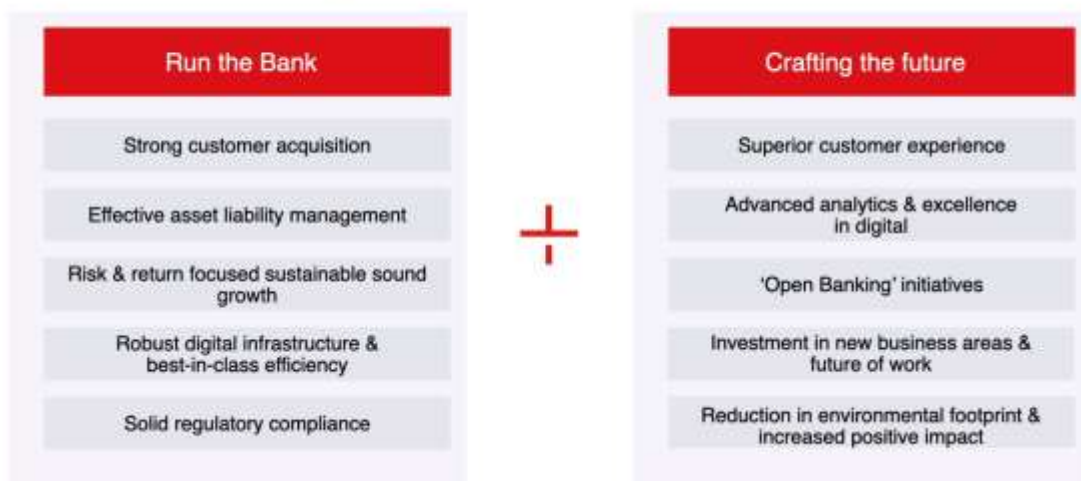 Run the Bank
Strong customer acquisition
Effective asset liability management
Risk & return focused sustainable sound
growth
Robust digital infrastructure &
best-in-class efficiency
Solid regulatory compliance
Crafting the future
Superior customer experience
Advanced analytics & excellence
in digital
‘Open Banking’ initiatives
Investment in new business areas &
future of work
Reduction in environmental footprint &
increased positive impact